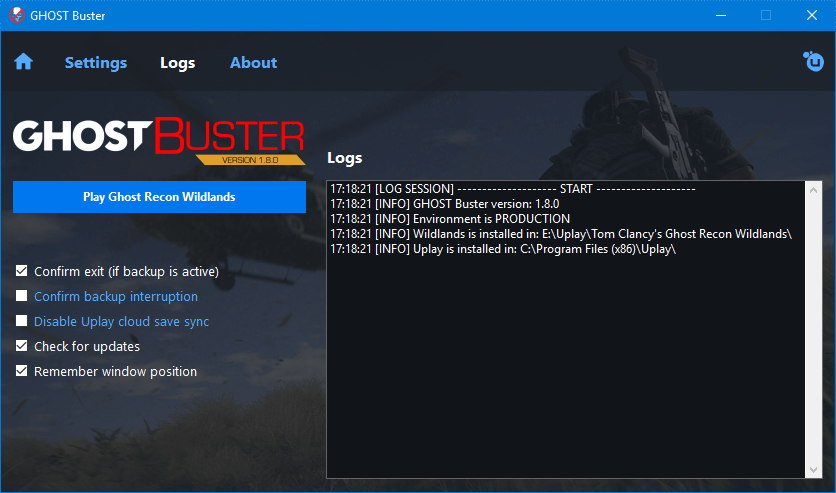 GHOST Buster
Settings Logs About
GHOSTBUSTER
VERSION 1.8.0
Play Ghost Recon Wildlands
Confirm exit (if backup is active)
Confirm backup interruption
Disable Uplay cloud save sync
Check for updates
Remember window position
Logs
17:18:21 [LOG SESSION] -------------------- START --------------------
17:18:21 [INFO] GHOST Buster version: 1.8.0
17:18:21 [INFO] Environment is PRODUCTION
17:18:21 [INFO] Wildlands is installed in: E:\Uplay\Tom Clancy's Ghost Recon Wildlands\
17:18:21 [INFO] Uplay is installed in: C:\Program Files (x86)\Uplay\